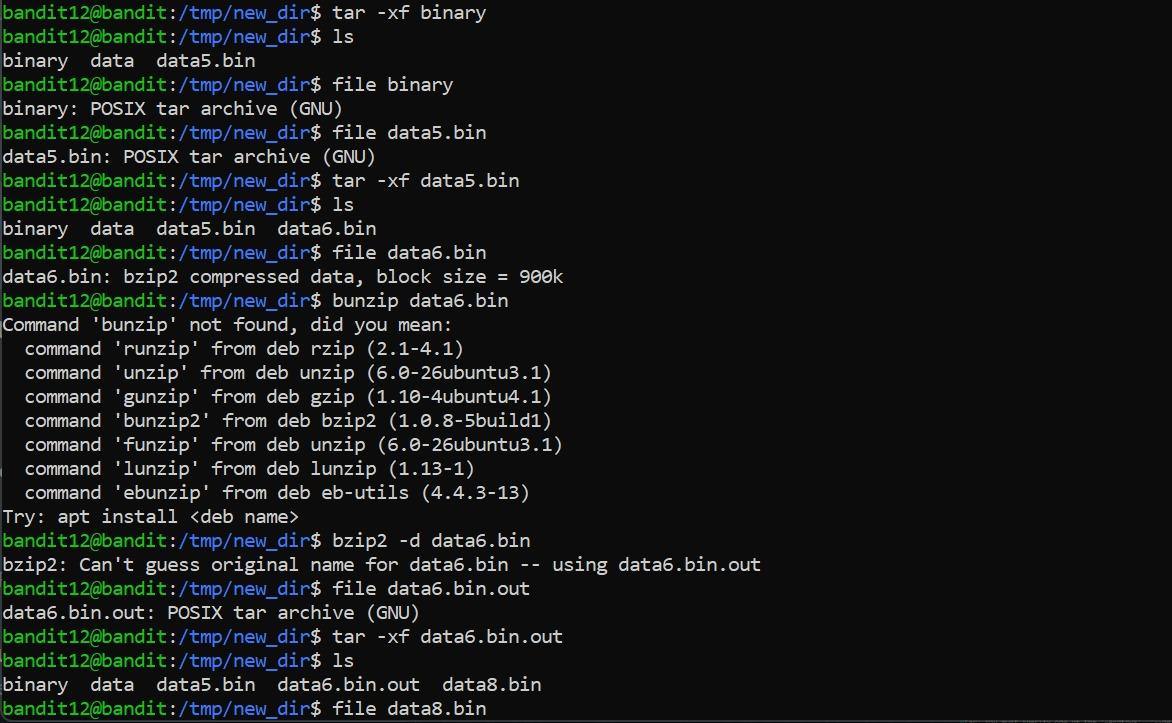 bandit12@bandit:/tmp/new_dir$ tar -xf binary
bandit12@bandit:/tmp/new_dir$ ls
binary  data  data5.bin
bandit12@bandit:/tmp/new_dir$ file binary
binary: POSIX tar archive (GNU)
bandit12@bandit:/tmp/new_dir$ file data5.bin
data5.bin: POSIX tar archive (GNU)
bandit12@bandit:/tmp/new_dir$ tar -xf data5.bin
bandit12@bandit:/tmp/new_dir$ ls
binary  data  data5.bin  data6.bin
bandit12@bandit:/tmp/new_dir$ file data6.bin
data6.bin: bzip2 compressed data, block size = 900k
bandit12@bandit:/tmp/new_dir$ bunzip data6.bin
Command 'bunzip' not found, did you mean:
  command 'runzip' from deb rzip (2.1-4.1)
  command 'unzip' from deb unzip (6.0-26ubuntu3.1)
  command 'gunzip' from deb gzip (1.10-4ubuntu4.1)
  command 'bunzip2' from deb bzip2 (1.0.8-5build1)
  command 'funzip' from deb unzip (6.0-26ubuntu3.1)
  command 'lunzip' from deb lunzip (1.13-1)
  command 'ebunzip' from deb eb-utils (4.4.3-13)
Try: apt install <deb name>
bandit12@bandit:/tmp/new_dir$ bzip2 -d data6.bin
bzip2: Can't guess original name for data6.bin -- using data6.bin.out
bandit12@bandit:/tmp/new_dir$ file data6.bin.out
data6.bin.out: POSIX tar archive (GNU)
bandit12@bandit:/tmp/new_dir$ tar -xf data6.bin.out
bandit12@bandit:/tmp/new_dir$ ls
binary  data  data5.bin  data6.bin.out  data8.bin
bandit12@bandit:/tmp/new_dir$ file data8.bin